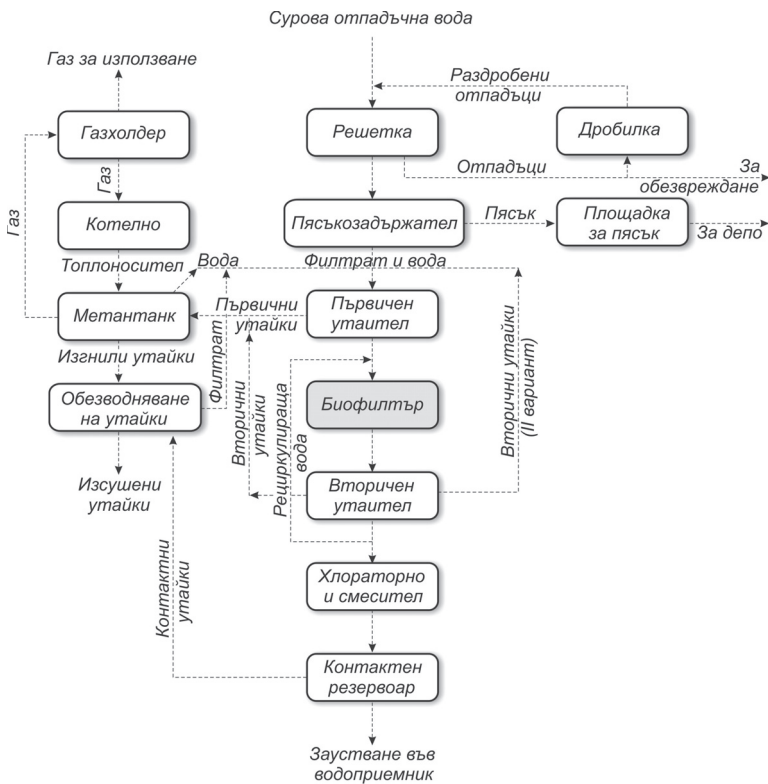 Сурова отпадъчна вода
Газ за използване
Раздробени
отпадъци
Газхолдер
Решетка
Дробилка
Газ
Газ
Отпадъци
За
обезвреждане
Котелно
Пясъкозадържател
Пясък
Площадка
за пясък
За депо
Топлоносител
Вода
Филтрат и вода
Метантанк
Първични
утайки
Първичен
утаител
Изгнили утайки
Филтрат
Вторични
утайки
Рециркулираща
вода
Вторични утайки
(II вариант)
Обезводняване
на утайки
Биофилтър
Изсушени
утайки
Вторичен
утаител
Контактни
утайки
Хлораторно
и смесител
Контактен
резервоар
Заустване във
водоприемник